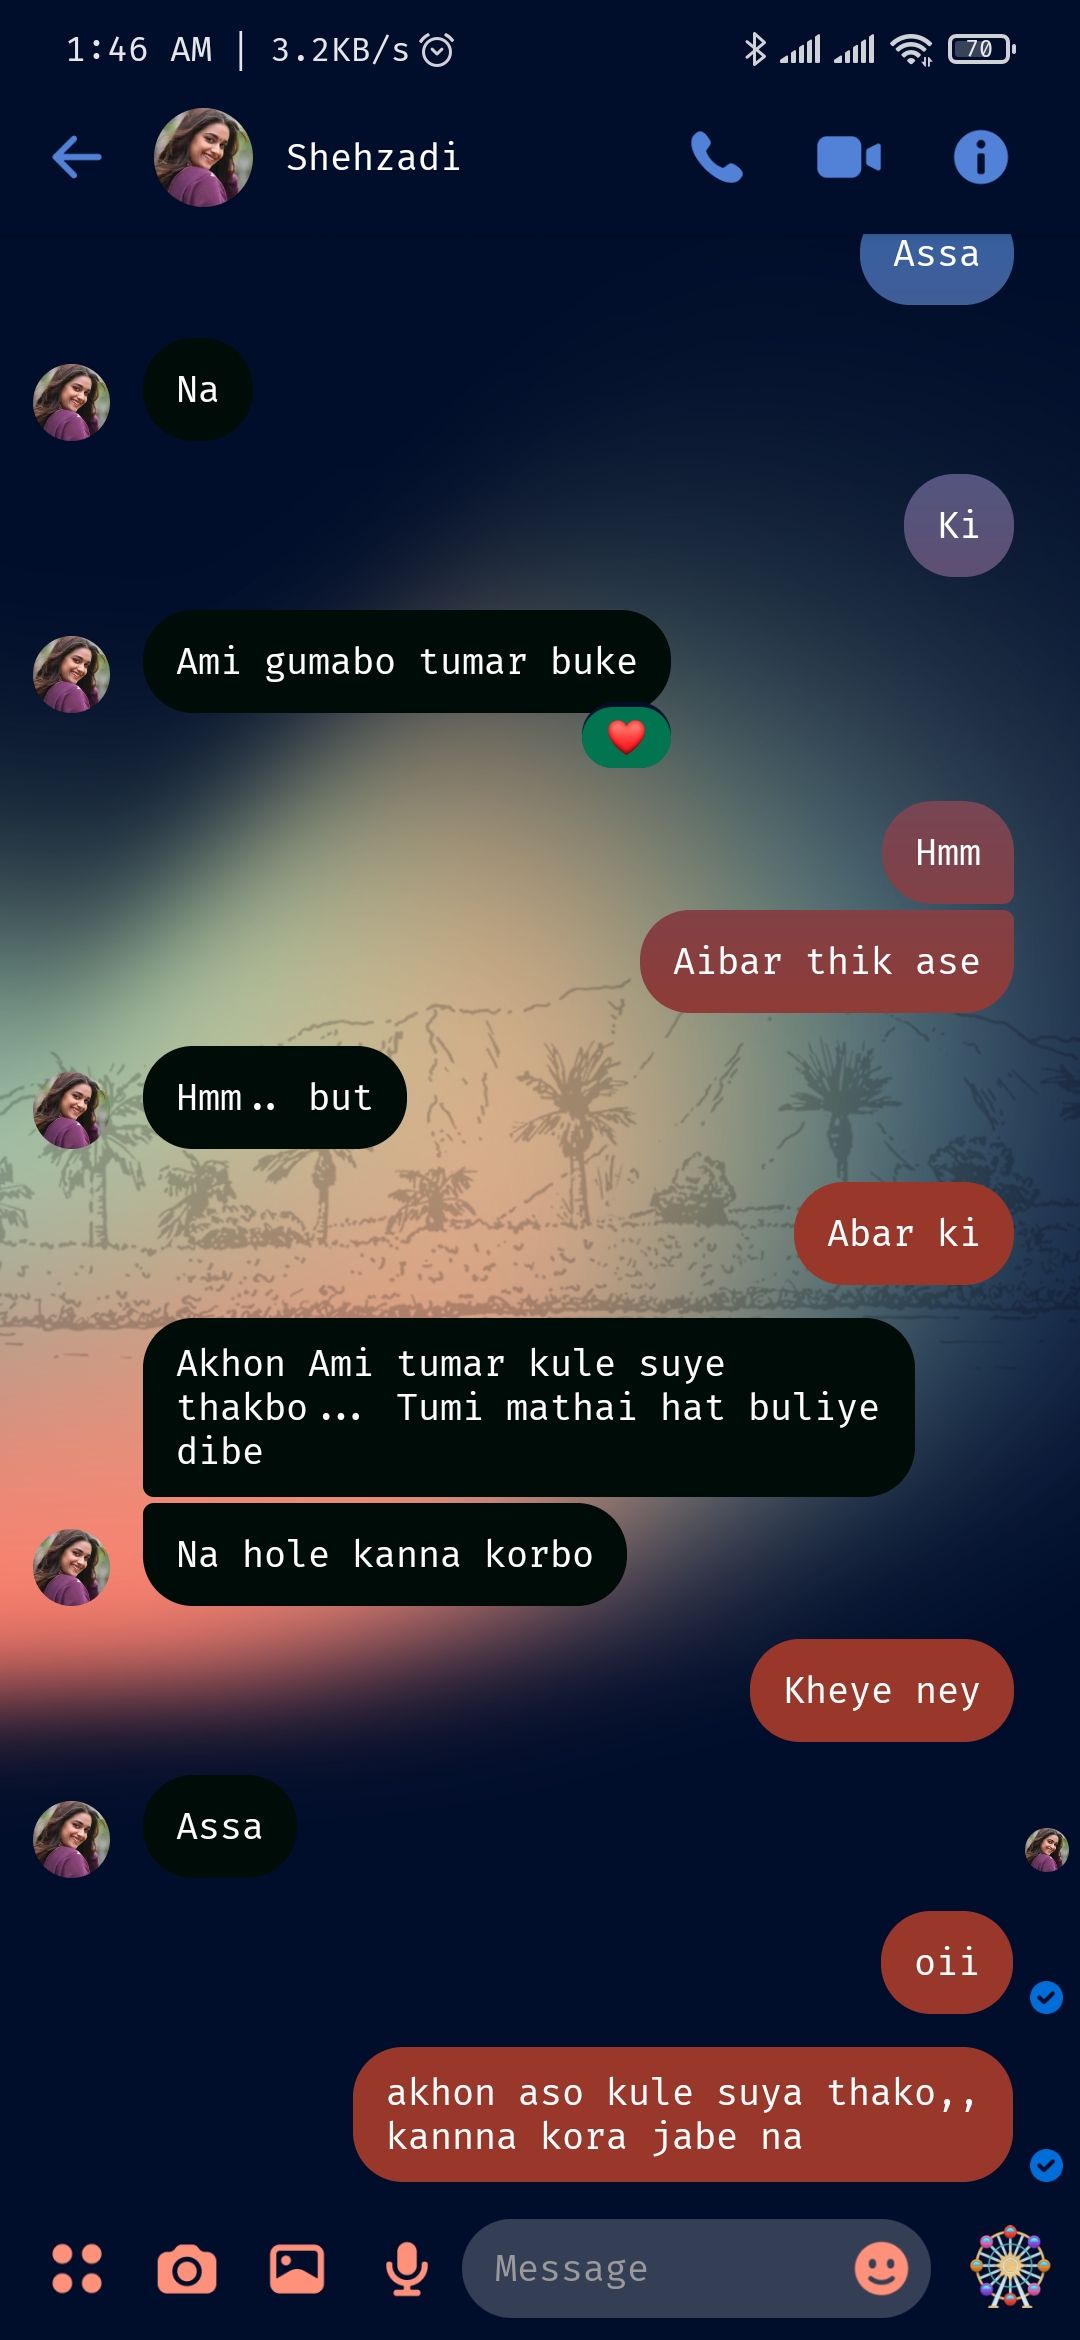 1:46 AM | 3.2KB/s
70
Shehzadi
Assa
Na
Ki
Ami gumabo tumar buke
Hmm
Aibar thik ase
Hmm.. but
Abar ki
Akhon Ami tumar kule suye
thakbo... Tumi mathai hat buliye
dibe
Na hole kanna korbo
Kheye ney
Assa
oii
akhon aso kule suya thako,,
kannna kora jabe na
Message